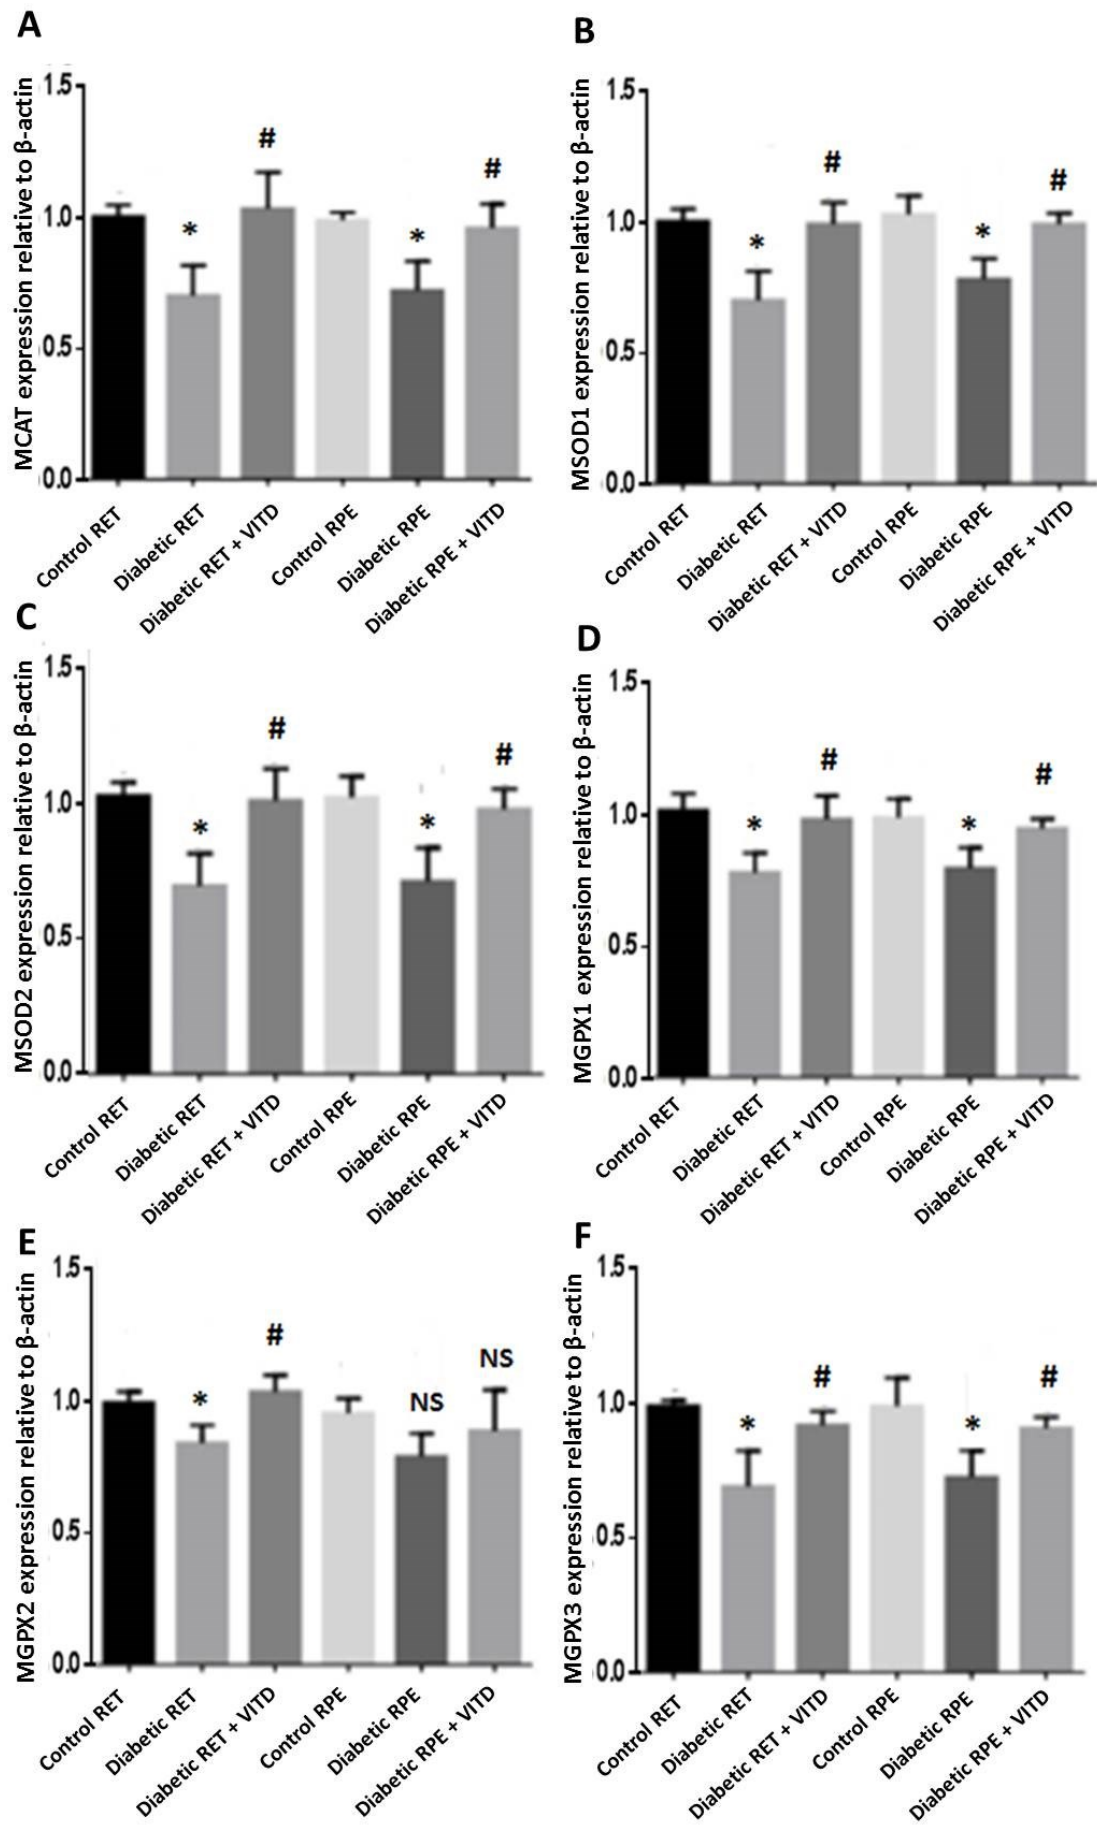 A
MCAT expression relative to β-actin
1.5
1.0
0.5
0.0
*
#
*
#
Control RET
Diabetic RET
Diabetic RET + VITD
Control RPE
Diabetic RPE
Diabetic RPE + VITD
B
MSOD1 expression relative to β-actin
1.5
1.0
0.5
0.0
*
#
*
#
Control RET
Diabetic RET
Diabetic RET + VITD
Control RPE
Diabetic RPE
Diabetic RPE + VITD
C
MSOD2 expression relative to β-actin
1.5
1.0
0.5
0.0
*
#
*
#
Control RET
Diabetic RET
Diabetic RET + VITD
Control RPE
Diabetic RPE
Diabetic RPE + VITD
D
MGPX1 expression relative to β-actin
1.5
1.0
0.5
0.0
*
#
*
#
Control RET
Diabetic RET
Diabetic RET + VITD
Control RPE
Diabetic RPE
Diabetic RPE + VITD
E
MGPX2 expression relative to β-actin
1.5
1.0
0.5
0.0
*
#
NS
NS
Control RET
Diabetic RET
Diabetic RET + VITD
Control RPE
Diabetic RPE
Diabetic RPE + VITD
F
MGPX3 expression relative to β-actin
1.5
1.0
0.5
0.0
*
#
*
#
Control RET
Diabetic RET
Diabetic RET + VITD
Control RPE
Diabetic RPE
Diabetic RPE + VITD